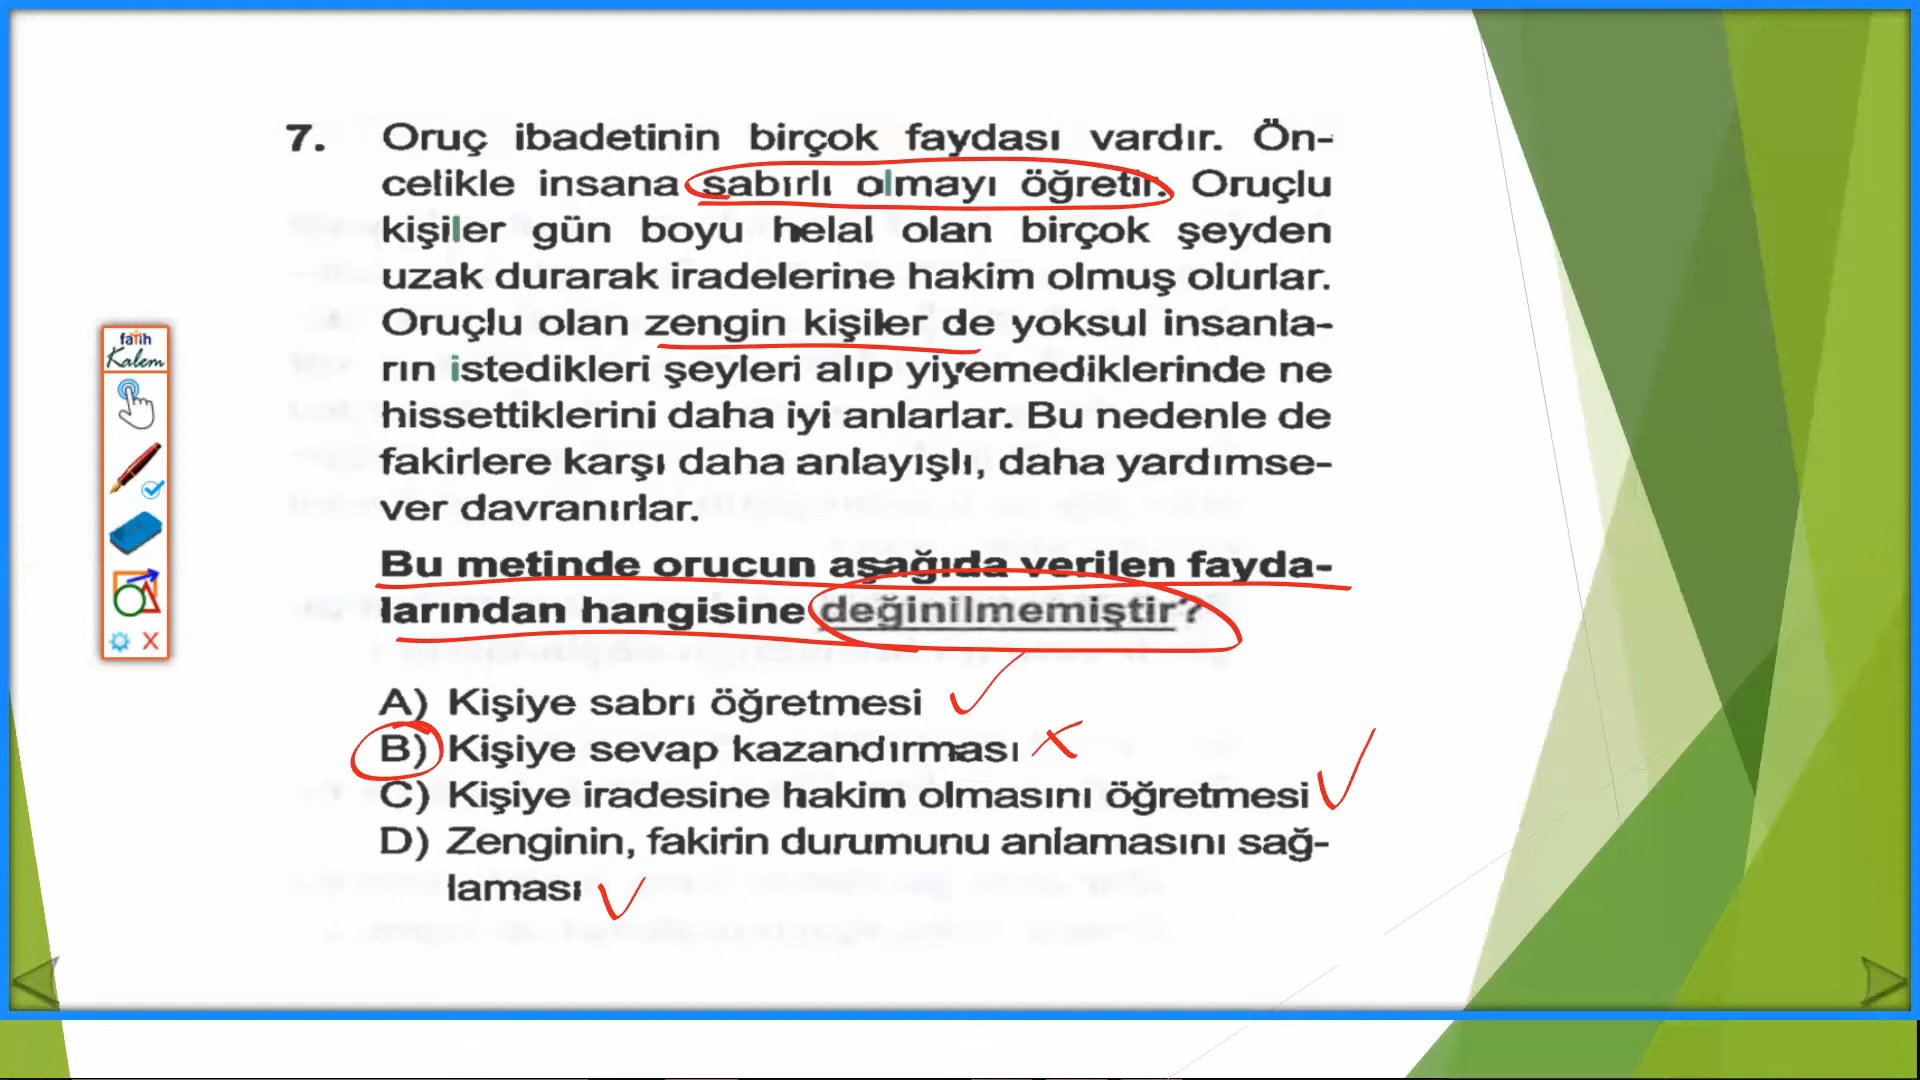 7. Oruç ibadetinin birçok faydası vardır. Ön-
celikle insana sabırlı olmayı öğretir. Oruçlu
kişiler gün boyu helal olan birçok şeyden
uzak durarak iradelerine hakim olmuş olurlar.
Oruçlu olan zengin kişiler de yoksul insanla-
rın istedikleri şeyleri alıp yiyemediklerinde ne
hissettiklerini daha iyi anlarlar. Bu nedenle de
fakirlere karşı daha anlayışlı, daha yardımse-
ver davranırlar.
Bu metinde orucun aşağıda verilen fayda-
larından hangisine değinilmemiştir?
A) Kişiye sabrı öğretmesi
B) Kişiye sevap kazandırması
C) Kişiye iradesine hakim olmasını öğretmesi
D) Zenginin, fakirin durumunu anlamasını sağ-
laması
fatih
Kalem